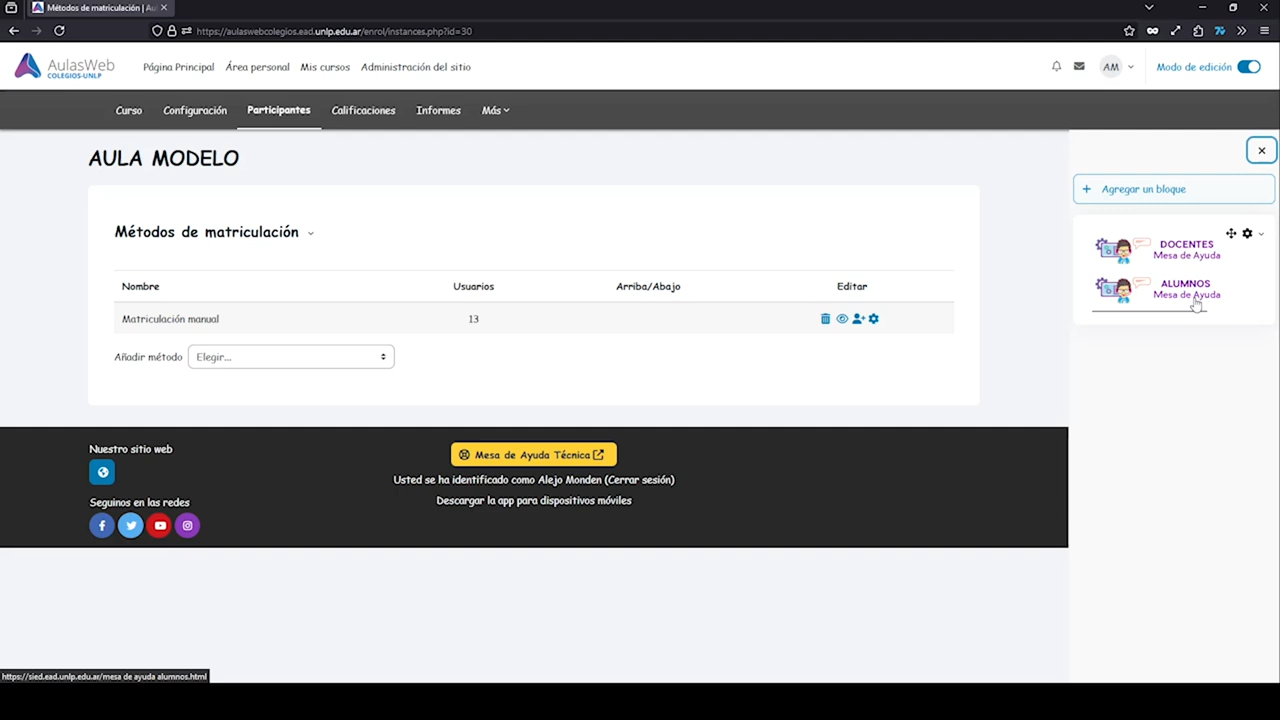 Métodos de matriculación | Au
https://aulaswebcolegios.ead.unlp.edu.ar/enrol/instances.php?id=30
AulasWeb
COLEGIOS-UNLP
Página Principal
Área personal
Mis cursos
Administración del sitio
AM
Modo de edición
Curso
Configuración
Participantes
Calificaciones
Informes
Más
AULA MODELO
Agregar un bloque
Métodos de matriculación
DOCENTES
Mesa de Ayuda
ALUMNOS
Mesa de Ayuda
Nombre Usuarios Arriba/Abajo Editar
Matriculación manual 13
Añadir método Elegir...
Nuestro sitio web
Mesa de Ayuda Técnica
Usted se ha identificado como Alejo Monden (Cerrar sesión)
Descargar la app para dispositivos móviles
Seguinos en las redes
https://sied.ead.unlp.edu.ar/mesa de ayuda alumnos.html